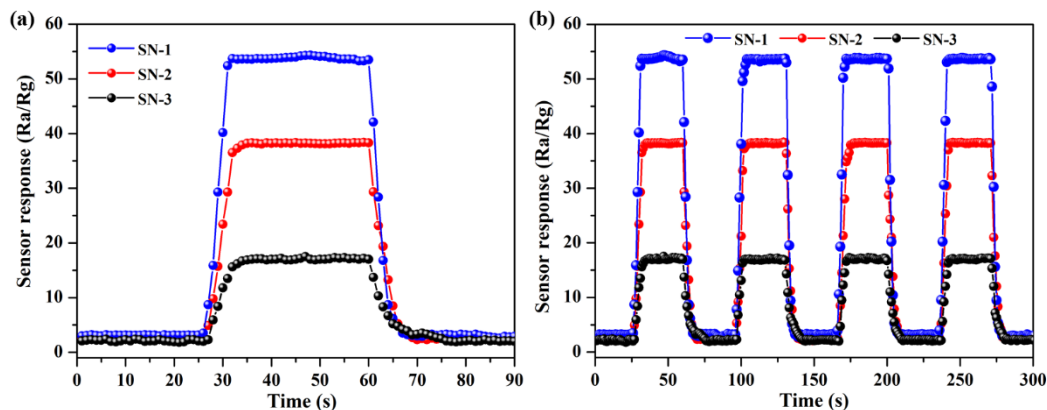 (a)
60
50
40
30
20
10
0
Sensor response (Ra/Rg)
SN-1
SN-2
SN-3
0 10 20 30 40 50 60 70 80 90
Time (s)
(b)
60
50
40
30
20
10
0
Sensor response (Ra/Rg)
SN-1 SN-2 SN-3
0 50 100 150 200 250 300
Time (s)